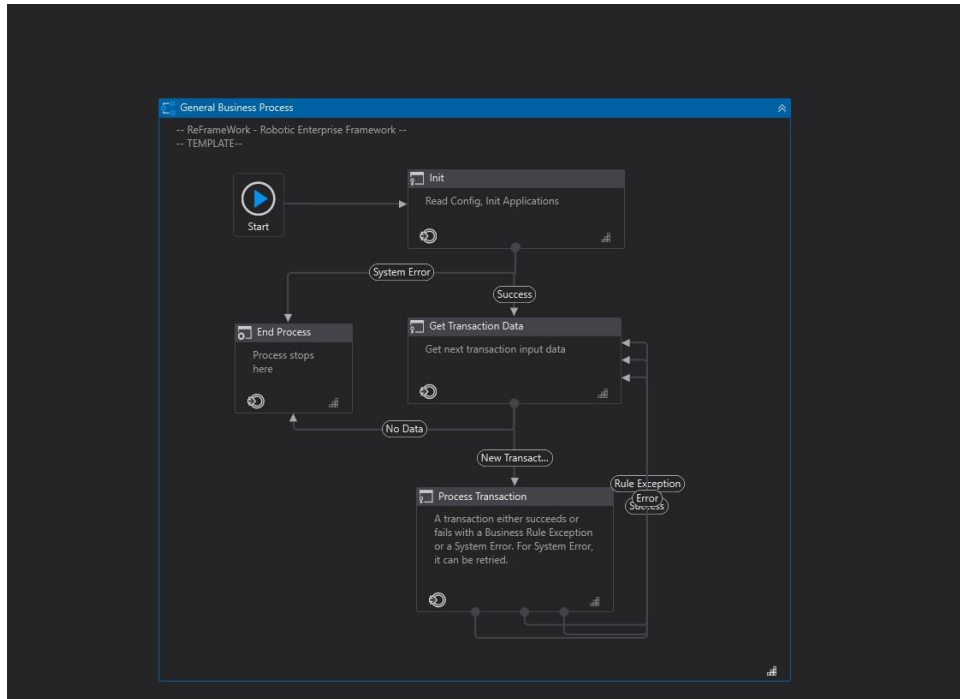 General Business Process
-- ReFrameWork - Robotic Enterprise Framework --
-- TEMPLATE--
Start
Init
Read Config, Init Applications
System Error
Success
End Process
Process stops
here
Get Transaction Data
Get next transaction input data
No Data
New Transact...
Process Transaction
A transaction either succeeds or
fails with a Business Rule Exception
or a System Error. For System Error,
it can be retried.
Rule Exception
Error
Success